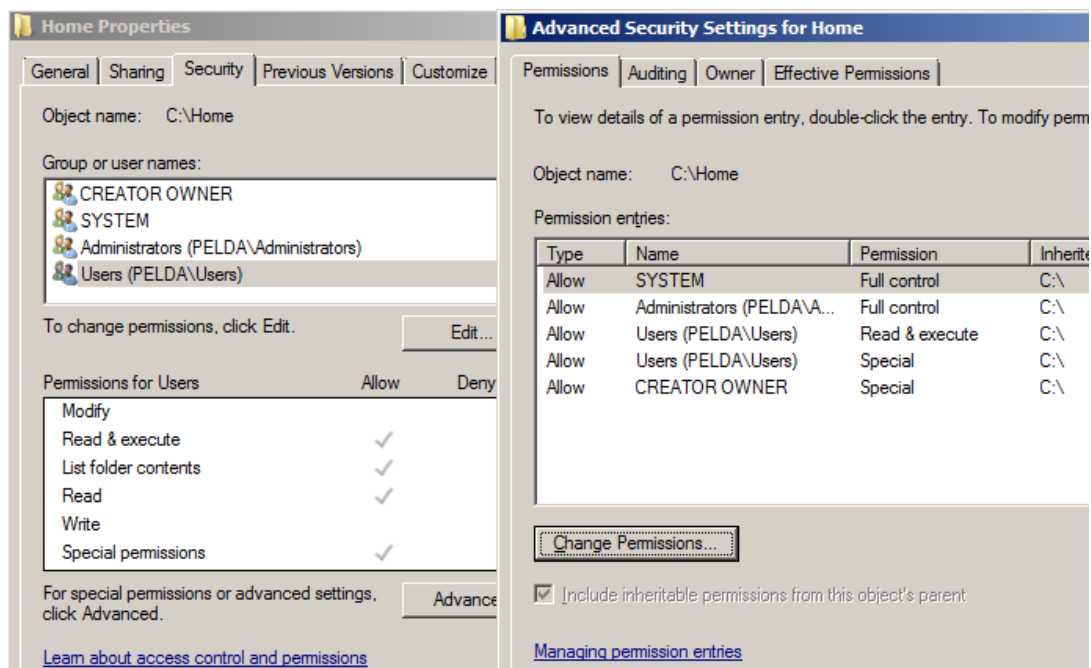 Home Properties
General Sharing Security Previous Versions Customize
Object name: C:\Home
Group or user names:
CREATOR OWNER
SYSTEM
Administrators (PELDA\Administrators)
Users (PELDA\Users)
To change permissions, click Edit.
Edit...
Permissions for Users Allow Deny
Modify
Read & execute
List folder contents
Read
Write
Special permissions
For special permissions or advanced settings,
click Advanced.
Advance
Learn about access control and permissions
Advanced Security Settings for Home
Permissions Auditing Owner Effective Permissions
To view details of a permission entry, double-click the entry. To modify perm
Object name: C:\Home
Permission entries:
Type Name Permission Inherite
Allow SYSTEM Full control C:\
Allow Administrators (PELDA\A... Full control C:\
Allow Users (PELDA\Users) Read & execute C:\
Allow Users (PELDA\Users) Special C:\
Allow CREATOR OWNER Special C:\
Change Permissions...
Include inheritable permissions from this object's parent
Managing permission entries